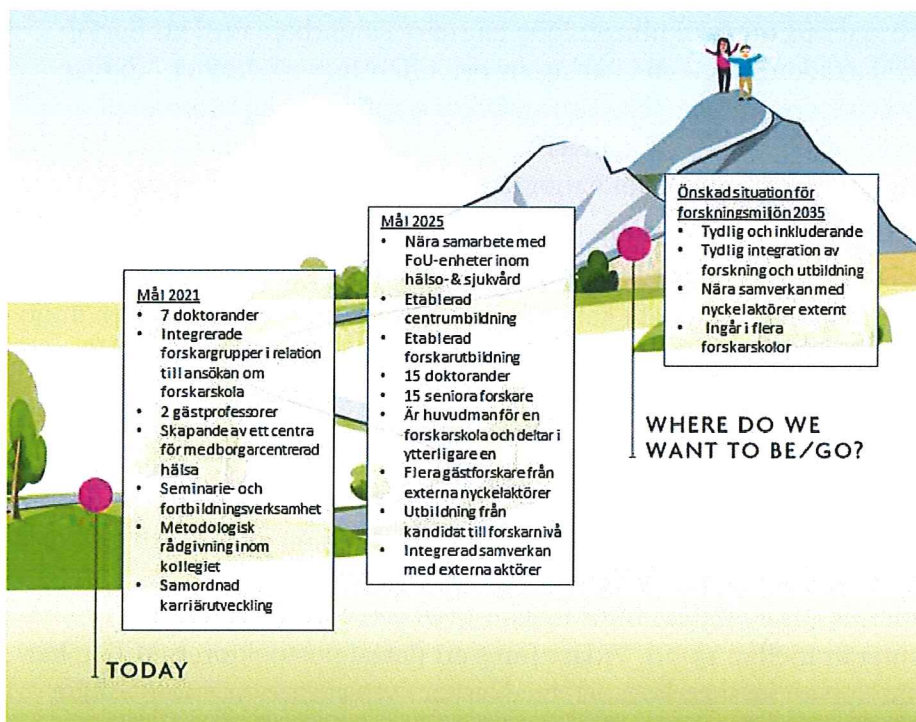 Mål 2021
• 7 doktorander
• Integrerade
forskargrupper i relation
till ansökan om
forskarskola
• 2 gästprofessorer
• Skapande av ett centra
för medborgarcentrerad
hälsa
• Seminarie- och
fortbildningsverksamhet
• Metodologisk
rådgivning inom
kollegiet
• Samordnad
karriärutveckling
TODAY
Mål 2025
• Nära samarbete med
FoU-enheter inom
hälso- & sjukvård
• Etablerad
centrumbildning
• Etablerad
forskarutbildning
• 15 doktorander
• 15 seniora forskare
• Är huvudman för en
forskarskola och deltar i
ytterligare en
• Flera gästforskare från
externa nyckelaktörer
• Utbildning från
kandidat till forskarnivå
• Integrerad samverkan
med externa aktörer
Önskad situation för
forskningsmiljön 2035
• Tydlig och inkluderande
• Tydlig integration av
forskning och utbildning
• Nära samverkan med
nyckelaktörer externt
• Ingår i flera
forskarskolor
WHERE DO WE
WANT TO BE/GO?